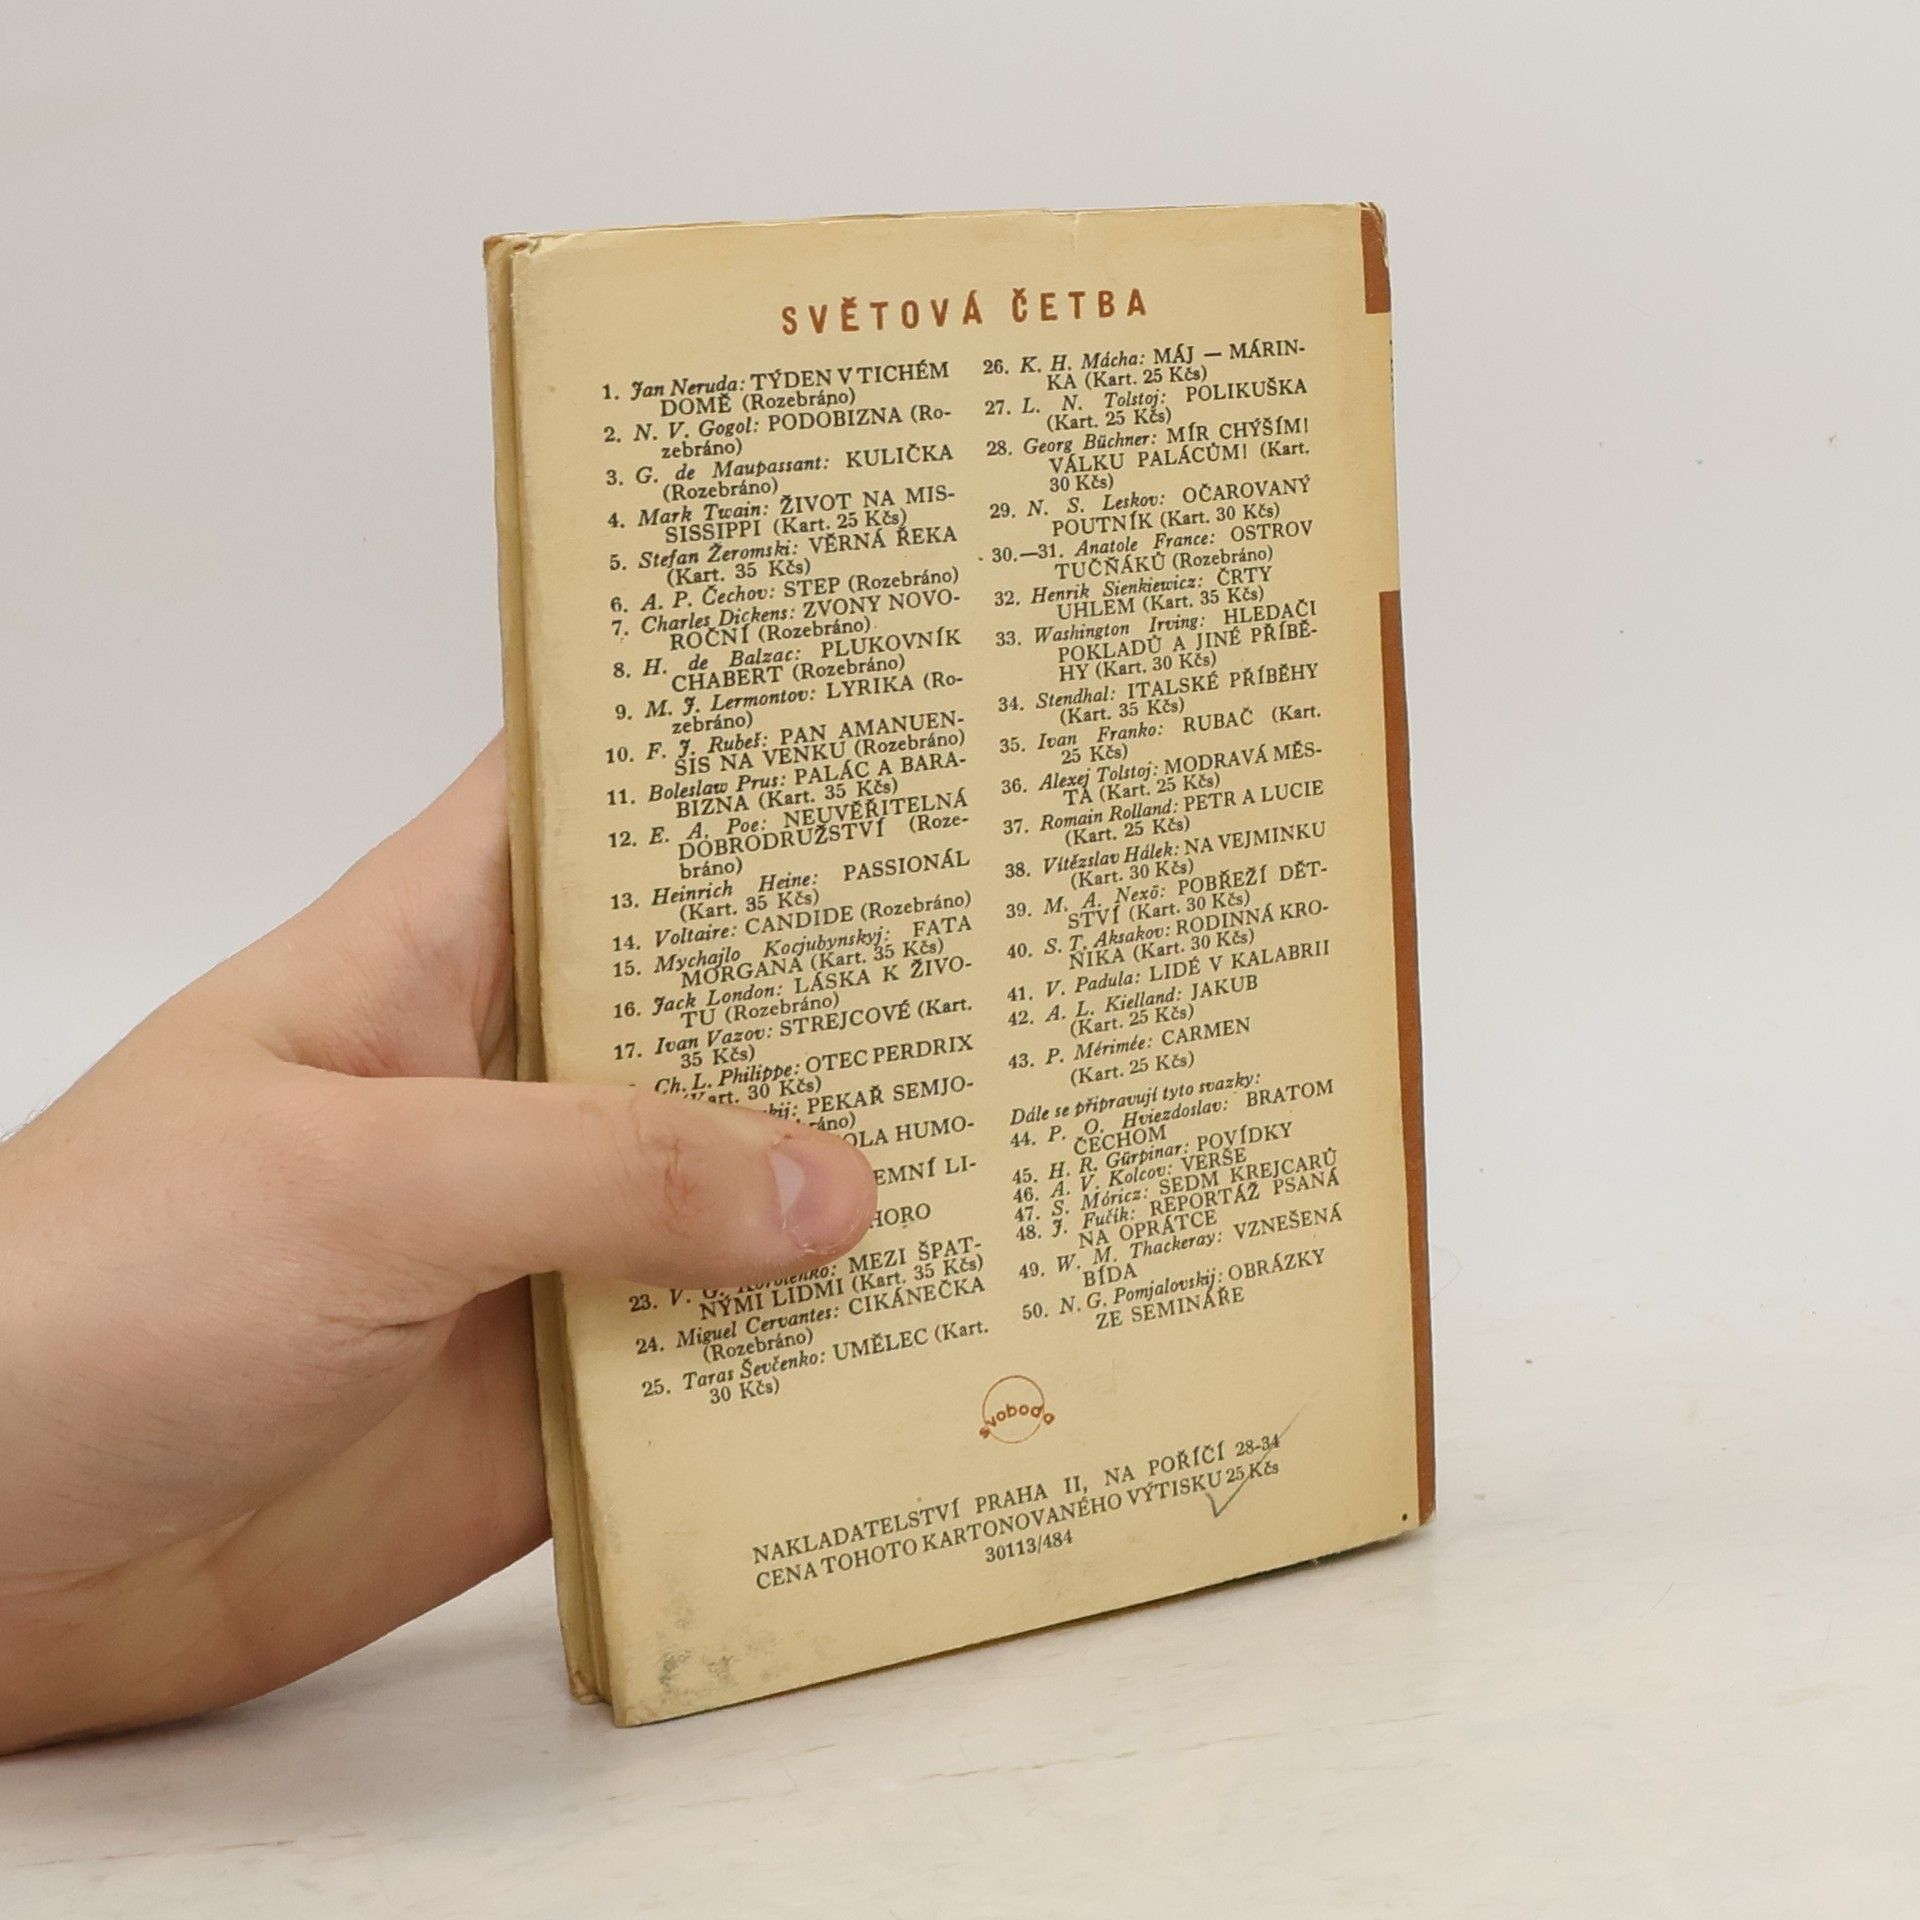 SVĚTOVÁ ČETBA
1. Jan Neruda: TÝDEN V TICHÉM
DOMĚ (Rozebráno)
2. N. V. Gogol: PODOBIZNA (Ro-
zebráno)
3. G. de Maupassant: KULIČKA
(Rozebráno)
4. Mark Twain: ŽIVOT NA MIS-
SISSIPPI (Kart. 25 Kčs)
5. Stefan Žeromski: VĚRNÁ ŘEKA
(Kart. 35 Kčs)
6. A. P. Čechov: STEP (Rozebráno)
7. Charles Dickens: ZVONY NOVO-
ROČNÍ (Rozebráno)
8. H. de Balzac: PLUKOVNÍK
CHABERT (Rozebráno)
9. M. J. Lermontov: LYRIKA (Ro-
zebráno)
10. F. J. Rubeš: PAN AMANUEN-
SIS NA VENKU (Rozebráno)
11. Boleslaw Prus: PALÁC A BARA-
BIZNA (Kart. 35 Kčs)
12. E. A. Poe: NEUVĚŘITELNÁ
DOBRODRUŽSTVÍ (Roze-
bráno)
13. Heinrich Heine: PASSIONÁL
(Kart. 35 Kčs)
14. Voltaire: CANDIDE (Rozebráno)
15. Mychajlo Kocjubynskyj: FATA
MORGANA (Kart. 35 Kčs)
16. Jack London: LÁSKA K ŽIVO-
TU (Rozebráno)
17. Ivan Vazov: STREJCOVÉ (Kart.
35 Kčs)
Ch. L. Philippe: OTEC PERDRIX
(Kart. 30 Kčs)
PEKAŘ SEMJO-
HUMO-
LI-
HORO
23. V. G. Korolenko: MEZI ŠPAT-
NÝMI LIDMI (Kart. 35 Kčs)
24. Miguel Cervantes: CIKÁNEČKA
(Rozebráno)
25. Taras Ševčenko: UMĚLEC (Kart.
30 Kčs)
26. K. H. Mácha: MÁJ — MÁRIN-
KA (Kart. 25 Kčs)
27. L. N. Tolstoj: POLIKUŠKA
(Kart. 25 Kčs)
28. Georg Büchner: MÍR CHÝŠÍM!
VÁLKU PALÁCŮM! (Kart.
30 Kčs)
29. N. S. Leskov: OČAROVANÝ
POUTNÍK (Kart. 30 Kčs)
30.—31. Anatole France: OSTROV
TUČŇÁKŮ (Rozebráno)
32. Henrik Sienkiewicz: ČRTY
UHLEM (Kart. 35 Kčs)
33. Washington Irving: HLEDAČI
POKLADŮ A JINÉ PŘÍBĚ-
HY (Kart. 30 Kčs)
34. Stendhal: ITALSKÉ PŘÍBĚHY
(Kart. 35 Kčs)
35. Ivan Franko: RUBAČ (Kart.
25 Kčs)
36. Alexej Tolstoj: MODRAVÁ MĚS-
TA (Kart. 25 Kčs)
37. Romain Rolland: PETR A LUCIE
(Kart. 25 Kčs)
38. Vítězslav Hálek: NA VEJMINKU
(Kart. 30 Kčs)
39. M. A. Nexö: POBŘEŽÍ DĚT-
STVÍ (Kart. 30 Kčs)
40. S. T. Aksakov: RODINNÁ KRO-
NIKA (Kart. 30 Kčs)
41. V. Padula: LIDÉ V KALABRII
42. A. L. Kielland: JAKUB
(Kart. 25 Kčs)
43. P. Mérimée: CARMEN
(Kart. 25 Kčs)
Dále se připravují tyto svazky:
44. P. O. Hviezdoslav: BRATOM
ČECHOM
45. H. R. Gürpinar: POVÍDKY
46. A. V. Kolcov: VERŠE
47. S. Móricz: SEDM KREJCARŮ
48. J. Fučík: REPORTÁŽ PSANÁ
NA OPRÁTCE
49. W. M. Thackeray: VZNEŠENÁ
BÍDA
50. N. G. Pomjalovskij: OBRÁZKY
ZE SEMINÁŘE
svoboda
NAKLADATELSTVÍ PRAHA II, NA POŘÍČÍ 28-34
CENA TOHOTO KARTONOVANÉHO VÝTISKU 25 Kčs
30113/484